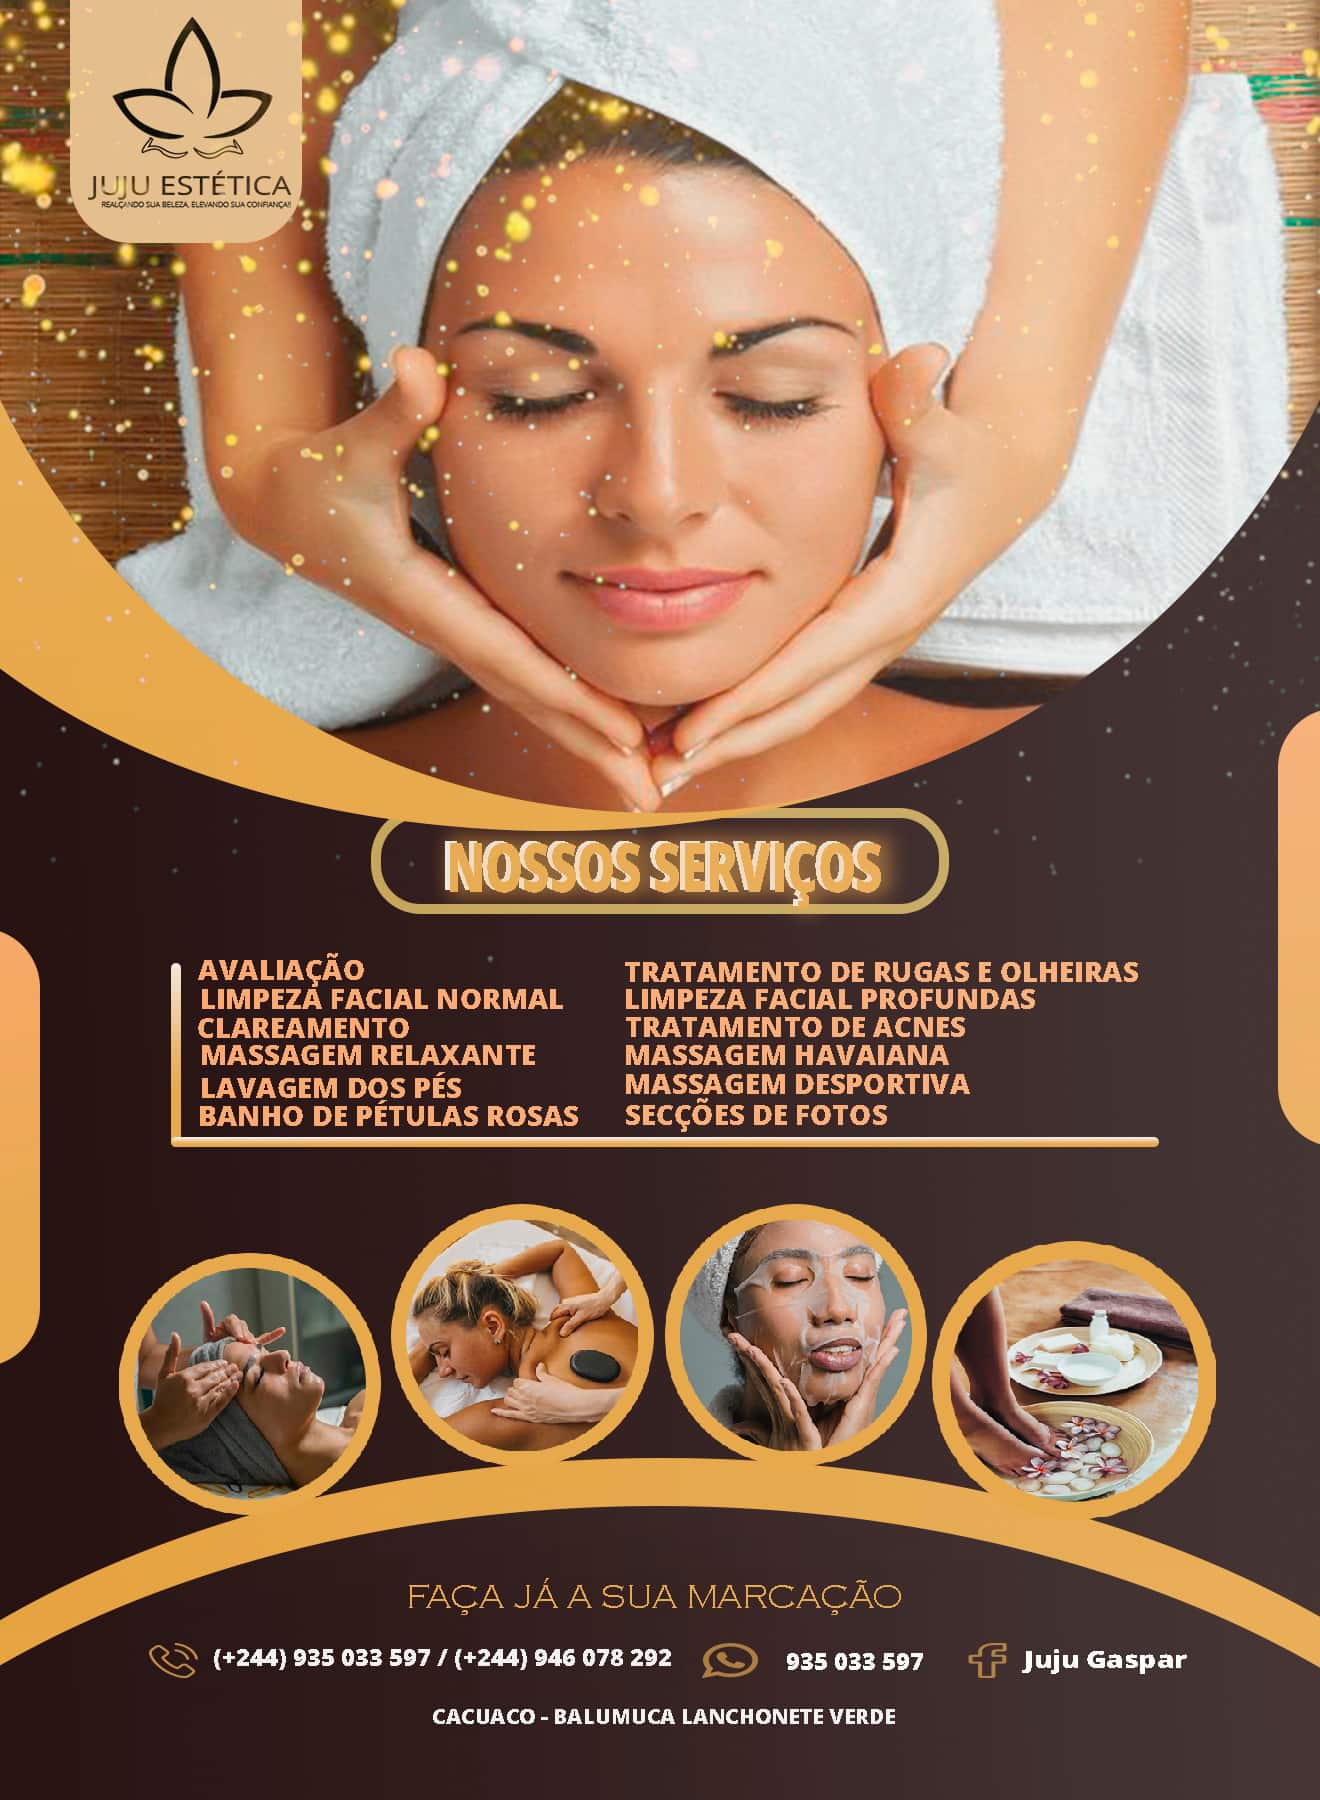 JUJU ESTÉTICA
REALÇANDO SUA BELEZA, ELEVANDO SUA CONFIANÇA!!
NOSSOS SERVIÇOS
AVALIAÇÃO
LIMPEZA FACIAL NORMAL
CLAREAMENTO
MASSAGEM RELAXANTE
LAVAGEM DOS PÉS
BANHO DE PÉTULAS ROSAS
TRATAMENTO DE RUGAS E OLHEIRAS
LIMPEZA FACIAL PROFUNDAS
TRATAMENTO DE ACNES
MASSAGEM HAVAIANA
MASSAGEM DESPORTIVA
SECÇÕES DE FOTOS
FAÇA JÁ A SUA MARCAÇÃO
(+244) 935 033 597 / (+244) 946 078 292
935 033 597
Juju Gaspar
CACUACO - BALUMUCA LANCHONETE VERDE